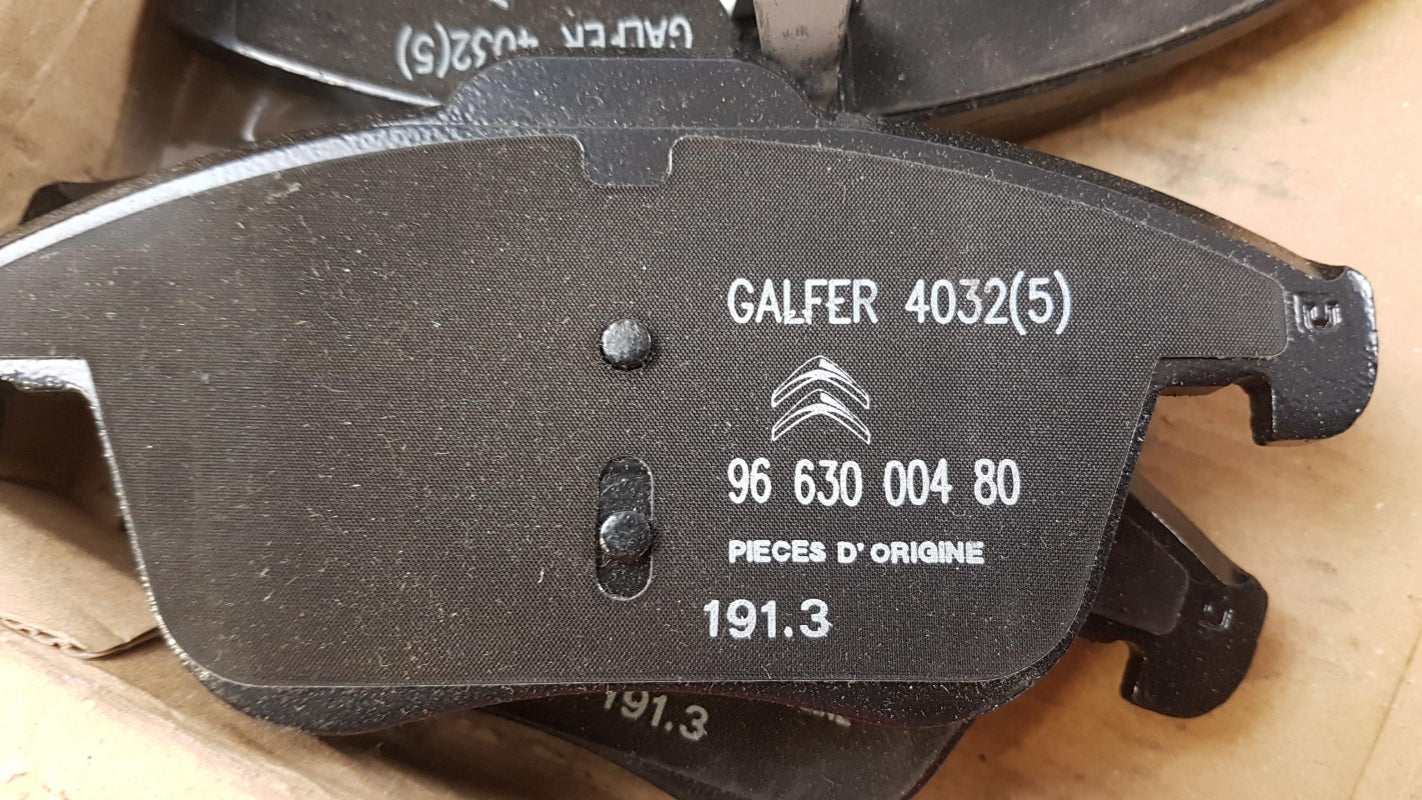 GALFER 4032(5)
GALFER 4032(5)
96 630 004 80
PIECES D' ORIGINE
191.3
191.3